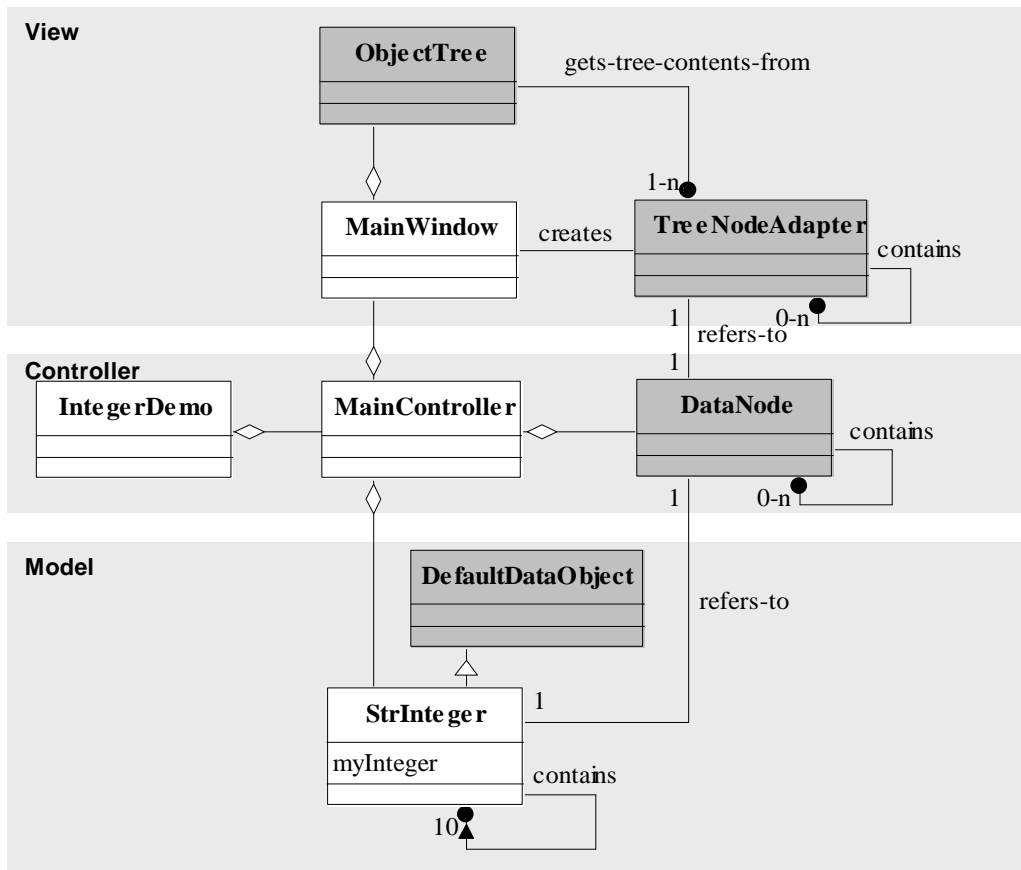 View
ObjectTree
gets-tree-contents-from
1-n
MainWindow
creates
TreeNodeAdapter
contains
0-n
1
refers-to
1
Controller
IntegerDemo
MainController
DataNode
contains
1
0-n
Model
DefaultDataObject
refers-to
StrInteger
1
myInteger
contains
10